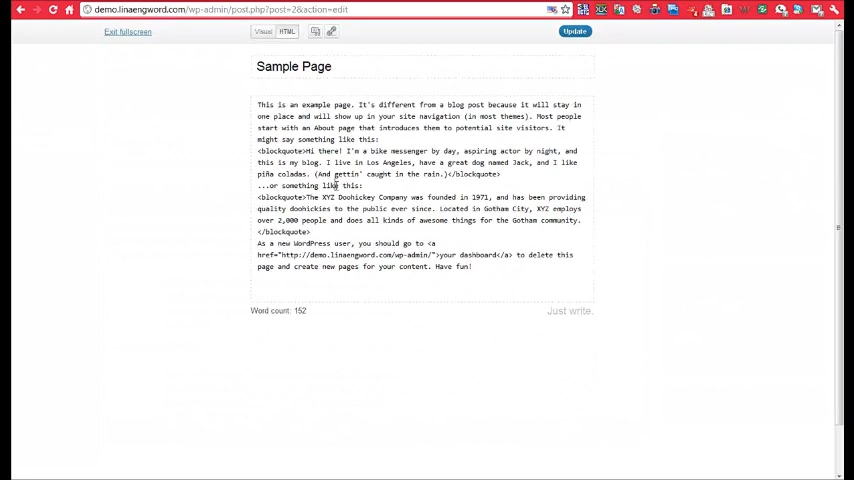 demo.linaengword.com/wp-admin/post.php?post=2&action=edit
Exit fullscreen
Visual HTML
Update
Sample Page
This is an example page. It's different from a blog post because it will stay in
one place and will show up in your site navigation (in most themes). Most people
start with an About page that introduces them to potential site visitors. It
might say something like this:
<blockquote>Hi there! I'm a bike messenger by day, aspiring actor by night, and
this is my blog. I live in Los Angeles, have a great dog named Jack, and I like
piña coladas. (And gettin' caught in the rain.)</blockquote>
...or something like this:
<blockquote>The XYZ Doohickey Company was founded in 1971, and has been providing
quality doohickies to the public ever since. Located in Gotham City, XYZ employs
over 2,000 people and does all kinds of awesome things for the Gotham community.
</blockquote>
As a new WordPress user, you should go to <a
href="http://demo.linaengword.com/wp-admin/">your dashboard</a> to delete this
page and create new pages for your content. Have fun!
Word count: 152
Just write.